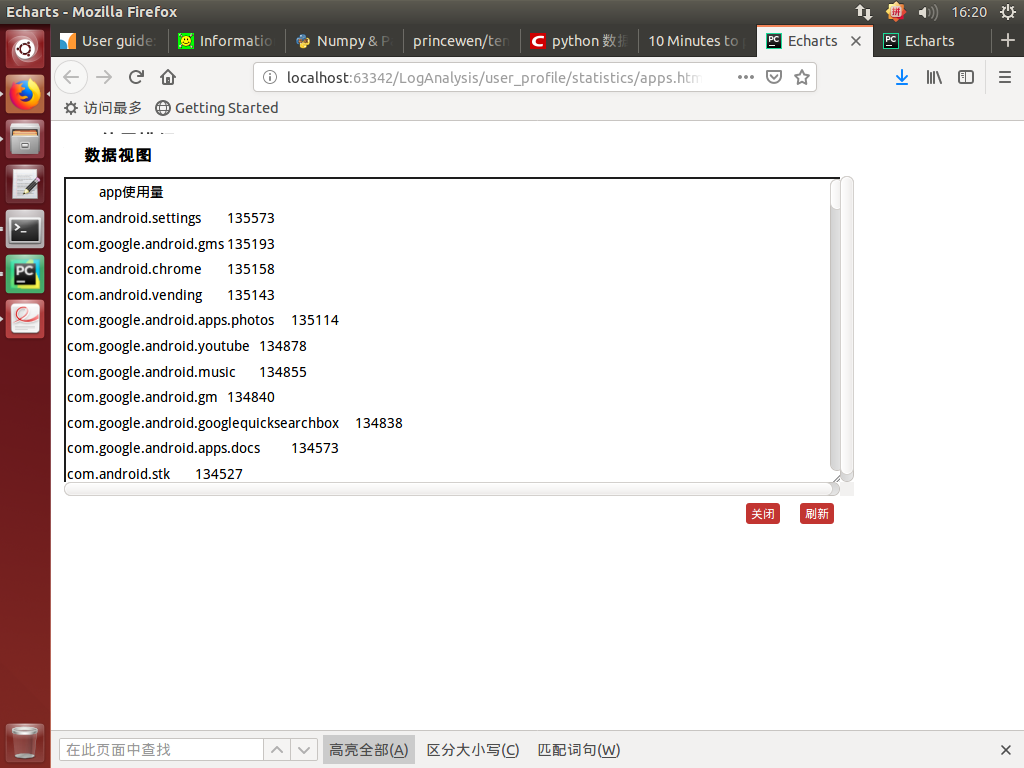 Echarts - Mozilla Firefox
16:20
User guide:
Informatio
Numpy & P
princewen/ten
python 数据
10 Minutes to
Echarts
Echarts
localhost:63342/LogAnalysis/user_profile/statistics/apps.htm
访问最多
Getting Started
数据视图
app使用量
com.android.settings 135573
com.google.android.gms 135193
com.android.chrome 135158
com.android.vending 135143
com.google.android.apps.photos 135114
com.google.android.youtube 134878
com.google.android.music 134855
com.google.android.gm 134840
com.google.android.googlequicksearchbox 134838
com.google.android.apps.docs 134573
com.android.stk 134527
关闭 刷新
在此页面中查找 高亮全部(A) 区分大小写(C) 匹配词句(W)